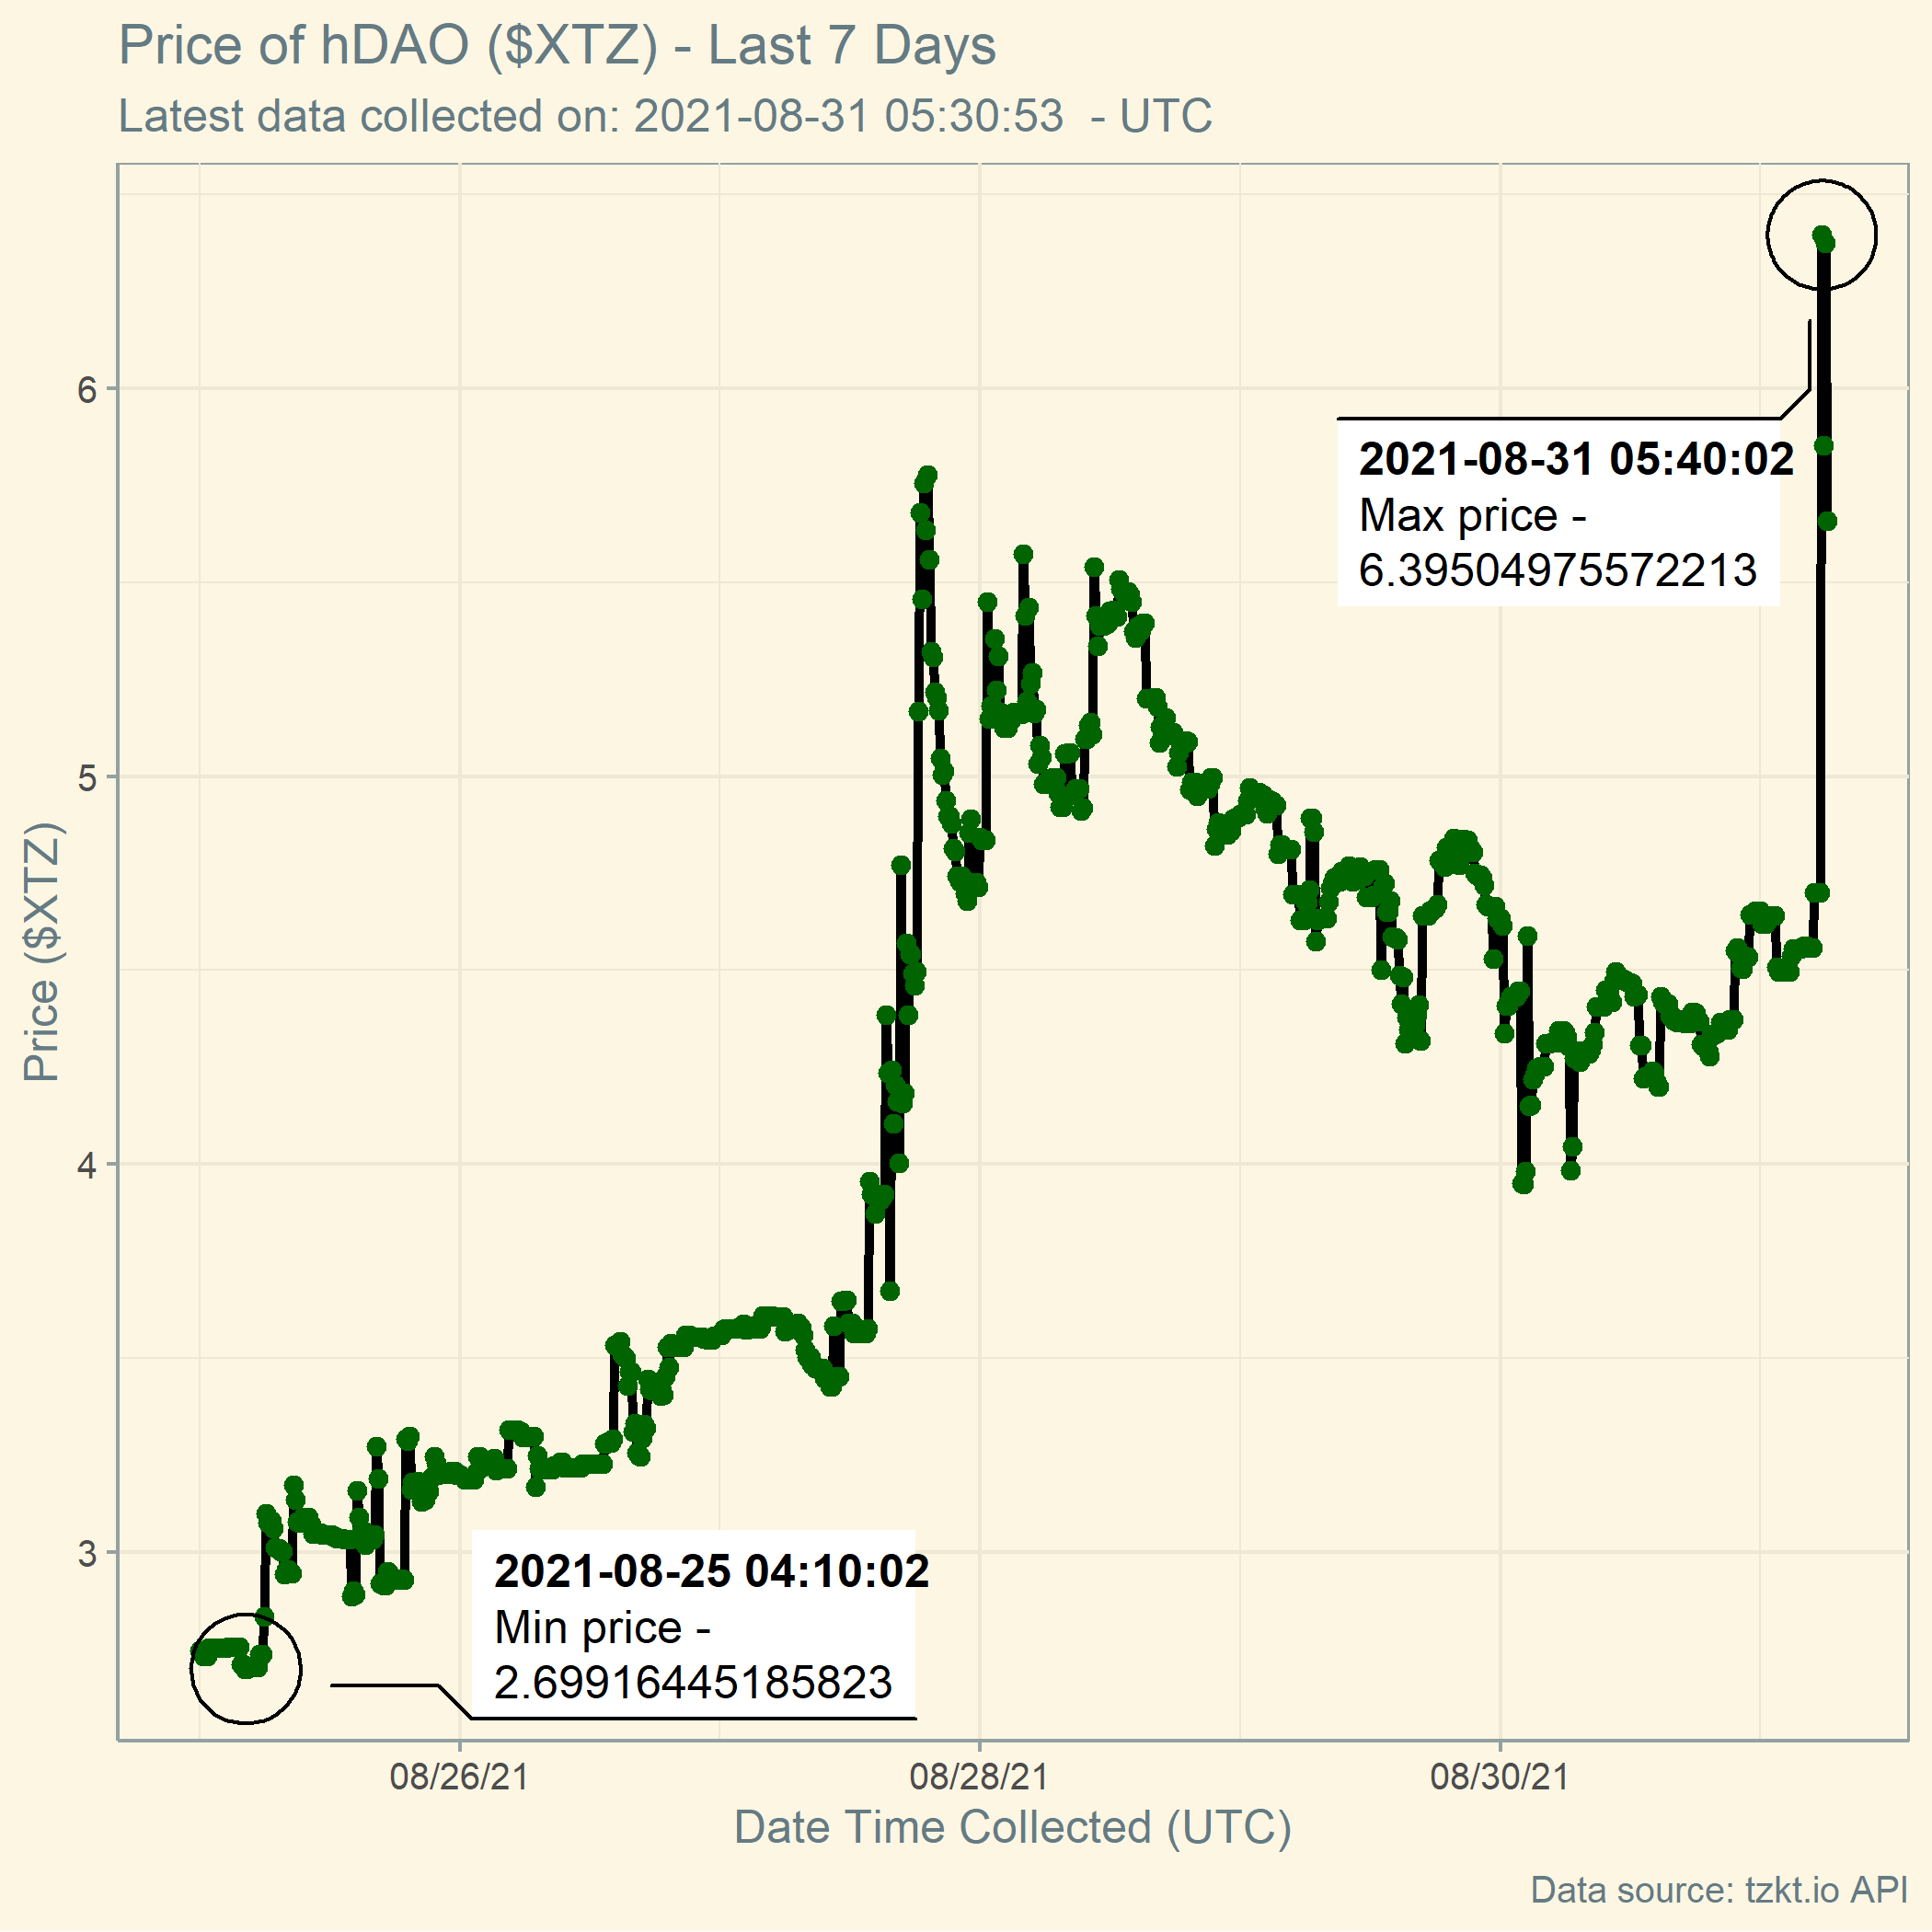 Price of hDAO ($XTZ) - Last 7 Days
Latest data collected on: 2021-08-31 05:30:53  - UTC
6
5
4
3
Price ($XTZ)
2021-08-31 05:40:02
Max price -
6.39504975572213
2021-08-25 04:10:02
Min price -
2.69916445185823
08/26/21
08/28/21
08/30/21
Date Time Collected (UTC)
Data source: tzkt.io API